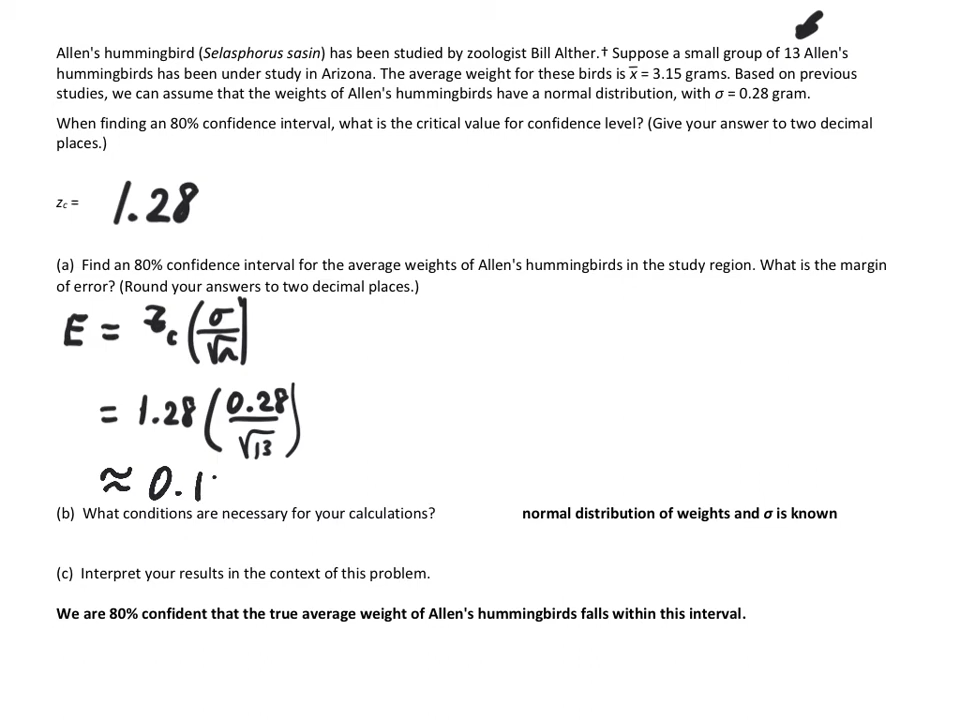 Allen's hummingbird (Selasphorus sasin) has been studied by zoologist Bill Alther.† Suppose a small group of 13 Allen's
hummingbirds has been under study in Arizona. The average weight for these birds is x̅ = 3.15 grams. Based on previous
studies, we can assume that the weights of Allen's hummingbirds have a normal distribution, with σ = 0.28 gram.
When finding an 80% confidence interval, what is the critical value for confidence level? (Give your answer to two decimal
places.)
zc = 1.28
(a) Find an 80% confidence interval for the average weights of Allen's hummingbirds in the study region. What is the margin
of error? (Round your answers to two decimal places.)
E = zc (σ/√n)
= 1.28 (0.28/√13)
≈ 0.1
(b) What conditions are necessary for your calculations? normal distribution of weights and σ is known
(c) Interpret your results in the context of this problem.
We are 80% confident that the true average weight of Allen's hummingbirds falls within this interval.